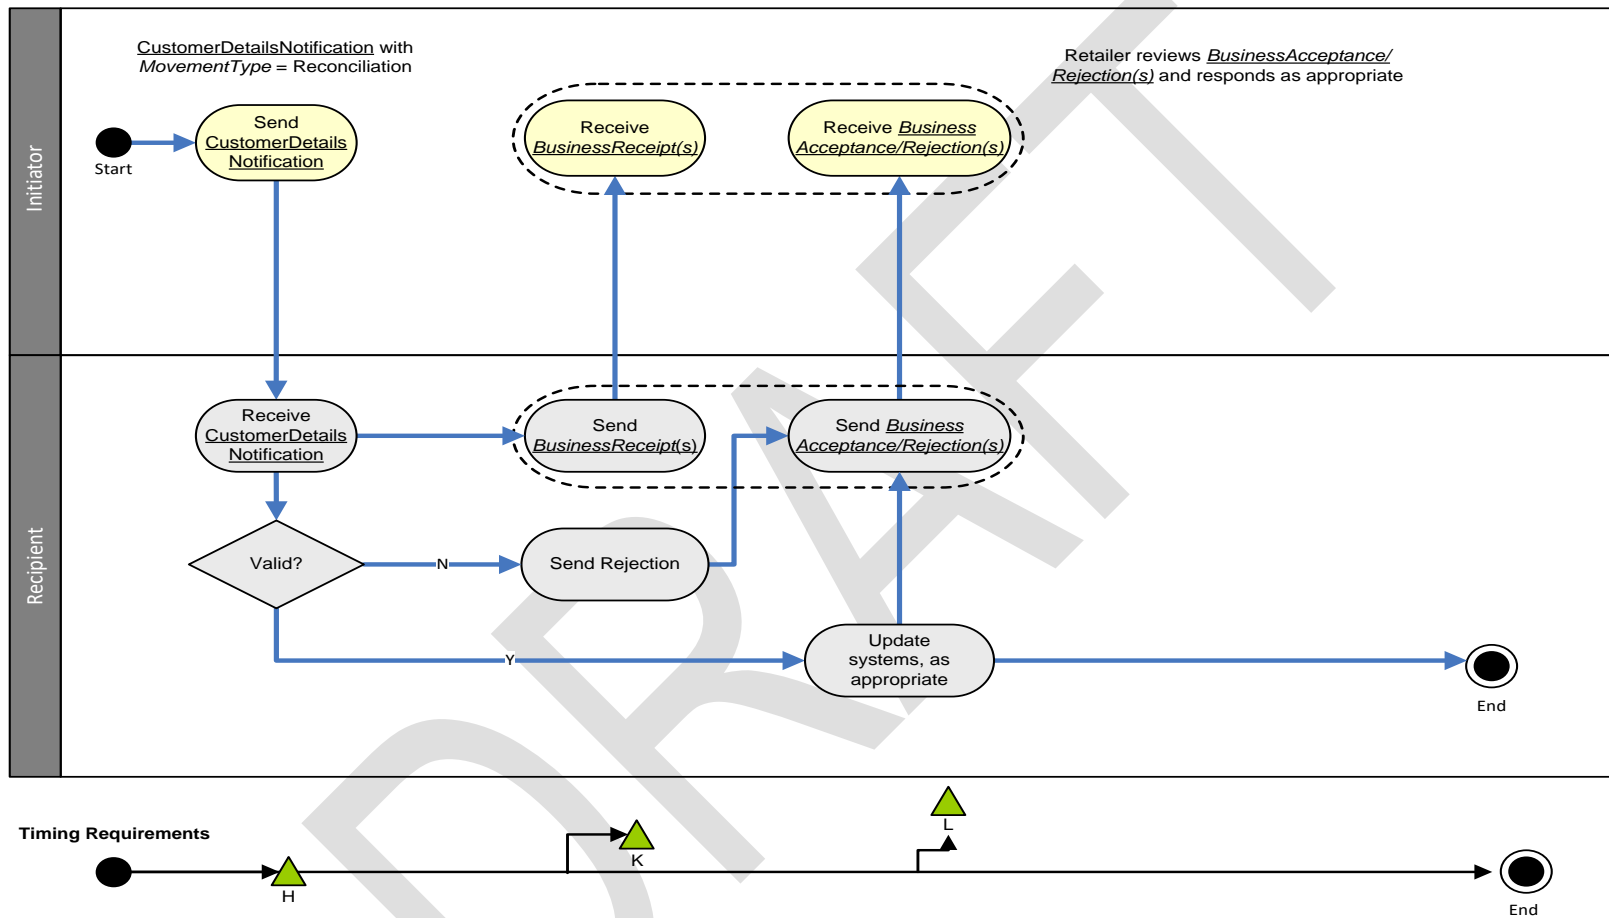 CustomerDetailsNotification with
MovementType = Reconciliation
Retailer reviews BusinessAcceptance/
Rejection(s) and responds as appropriate
Initiator
Start
Send
CustomerDetails
Notification
Receive
BusinessReceipt(s)
Receive Business
Acceptance/Rejection(s)
Recipient
Receive
CustomerDetails
Notification
Send
BusinessReceipt(s)
Send Business
Acceptance/Rejection(s)
Valid?
N
Send Rejection
Y
Update
systems, as
appropriate
End
Timing Requirements
H
K
L
End
DRAFT